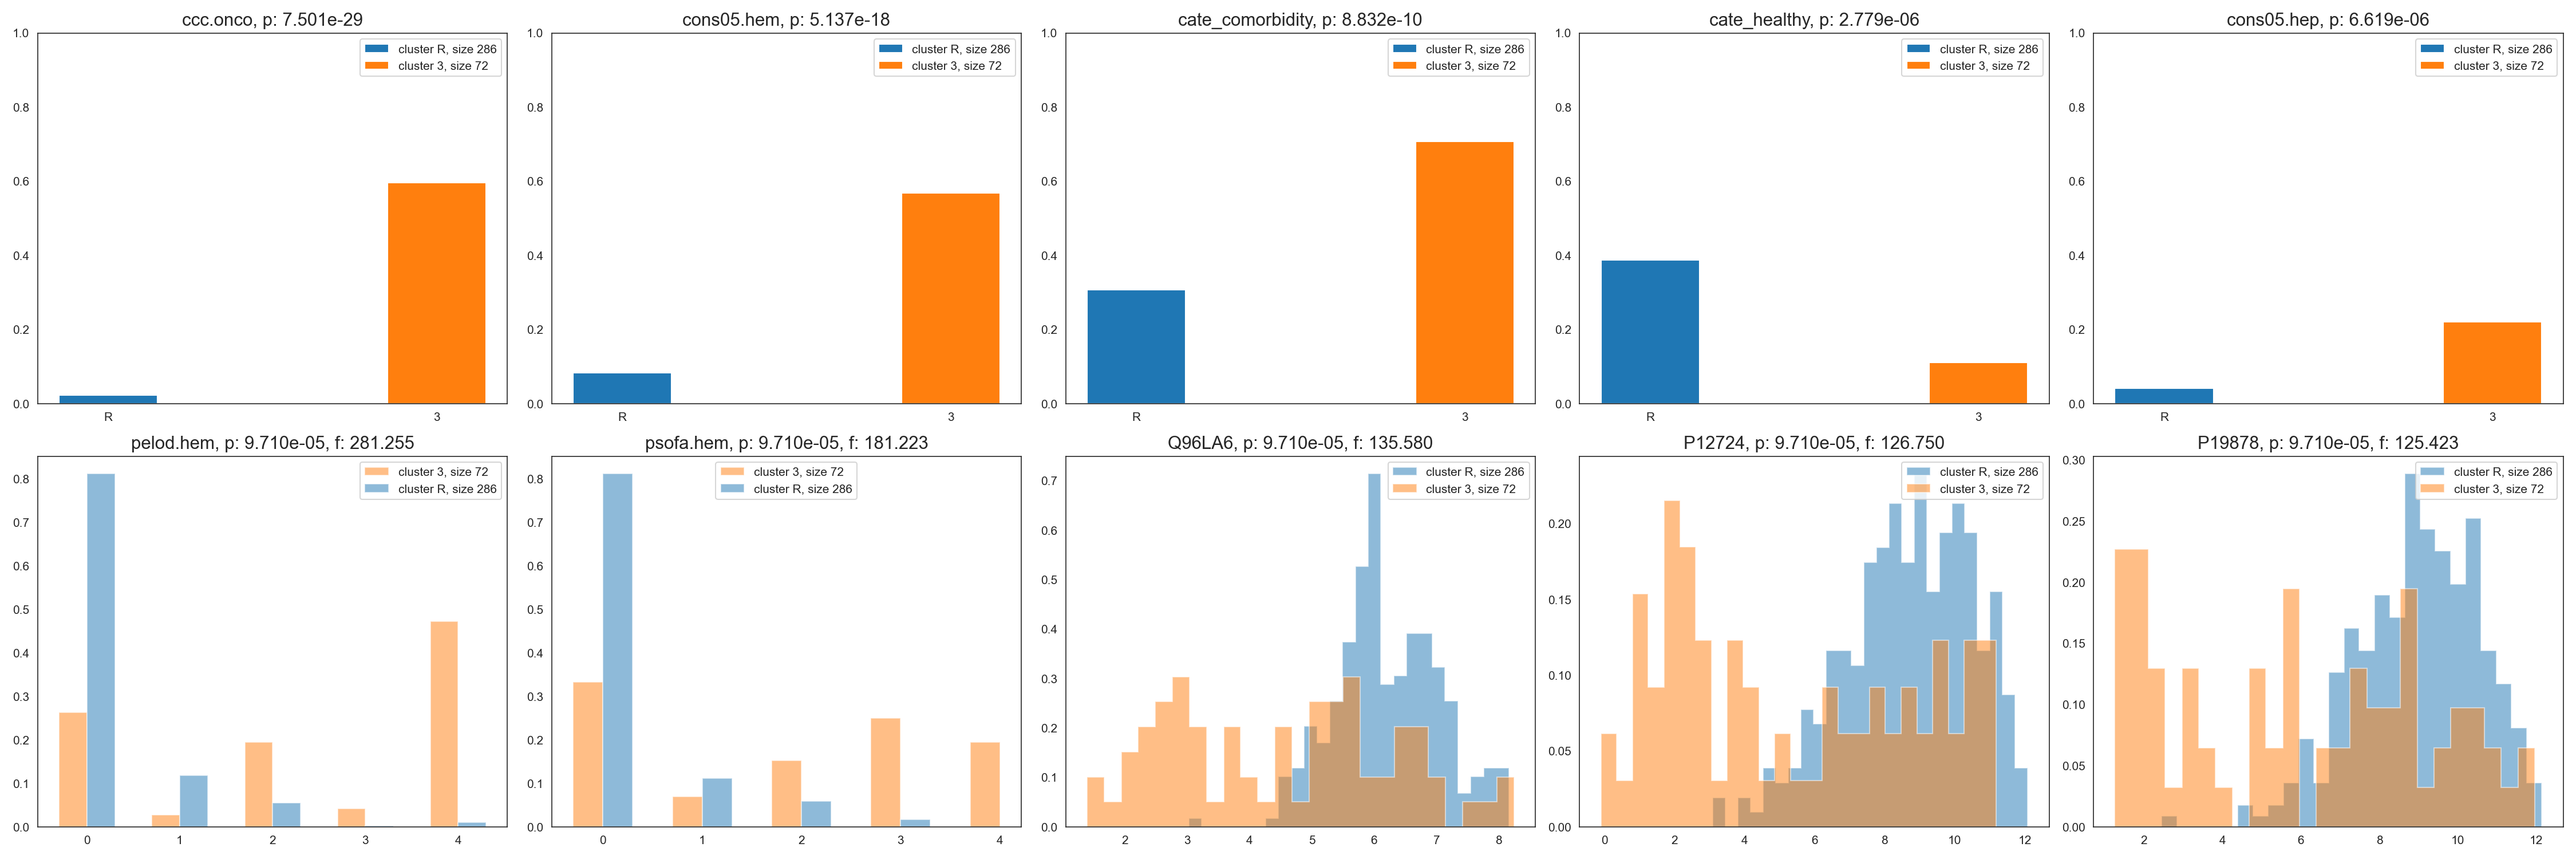 ccc.onco, p: 7.501e-29
1.0
0.8
0.6
0.4
0.2
0.0
cluster R, size 286
cluster 3, size 72
R
3
cons05.hem, p: 5.137e-18
1.0
0.8
0.6
0.4
0.2
0.0
cluster R, size 286
cluster 3, size 72
R
3
cate_comorbidity, p: 8.832e-10
1.0
0.8
0.6
0.4
0.2
0.0
cluster R, size 286
cluster 3, size 72
R
3
cate_healthy, p: 2.779e-06
1.0
0.8
0.6
0.4
0.2
0.0
cluster R, size 286
cluster 3, size 72
R
3
cons05.hep, p: 6.619e-06
1.0
0.8
0.6
0.4
0.2
0.0
cluster R, size 286
cluster 3, size 72
R
3
pelod.hem, p: 9.710e-05, f: 281.255
0.8
0.7
0.6
0.5
0.4
0.3
0.2
0.1
0.0
cluster 3, size 72
cluster R, size 286
0 1 2 3 4
psofa.hem, p: 9.710e-05, f: 181.223
0.8
0.7
0.6
0.5
0.4
0.3
0.2
0.1
0.0
cluster 3, size 72
cluster R, size 286
0 1 2 3 4
Q96LA6, p: 9.710e-05, f: 135.580
0.7
0.6
0.5
0.4
0.3
0.2
0.1
0.0
cluster R, size 286
cluster 3, size 72
2 3 4 5 6 7 8
P12724, p: 9.710e-05, f: 126.750
0.20
0.15
0.10
0.05
0.00
cluster R, size 286
cluster 3, size 72
0 2 4 6 8 10 12
P19878, p: 9.710e-05, f: 125.423
0.30
0.25
0.20
0.15
0.10
0.05
0.00
cluster R, size 286
cluster 3, size 72
2 4 6 8 10 12